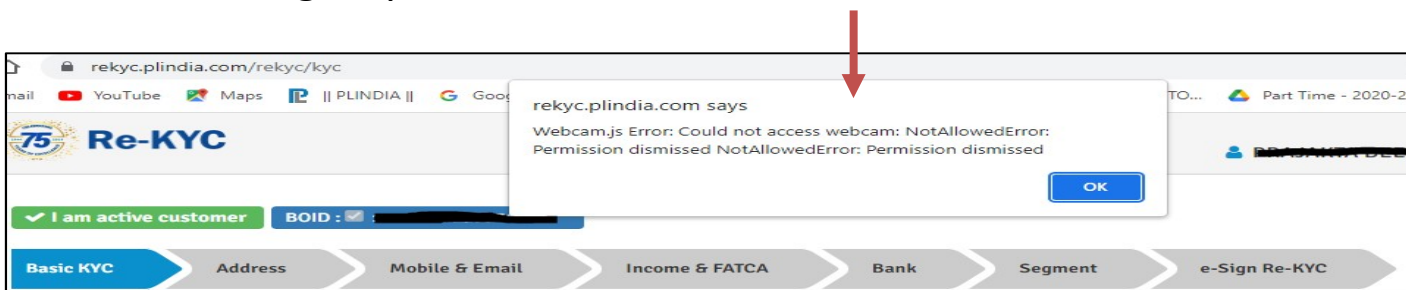 rekyc.plindia.com/rekyc/kyc
mail YouTube Maps || PLINDIA || G Goog TO... Part Time - 2020-2
rekyc.plindia.com says
Webcam.js Error: Could not access webcam: NotAllowedError:
Permission dismissed NotAllowedError: Permission dismissed
OK
75 Re-KYC
I am active customer BOID : :
Basic KYC Address Mobile & Email Income & FATCA Bank Segment e-Sign Re-KYC